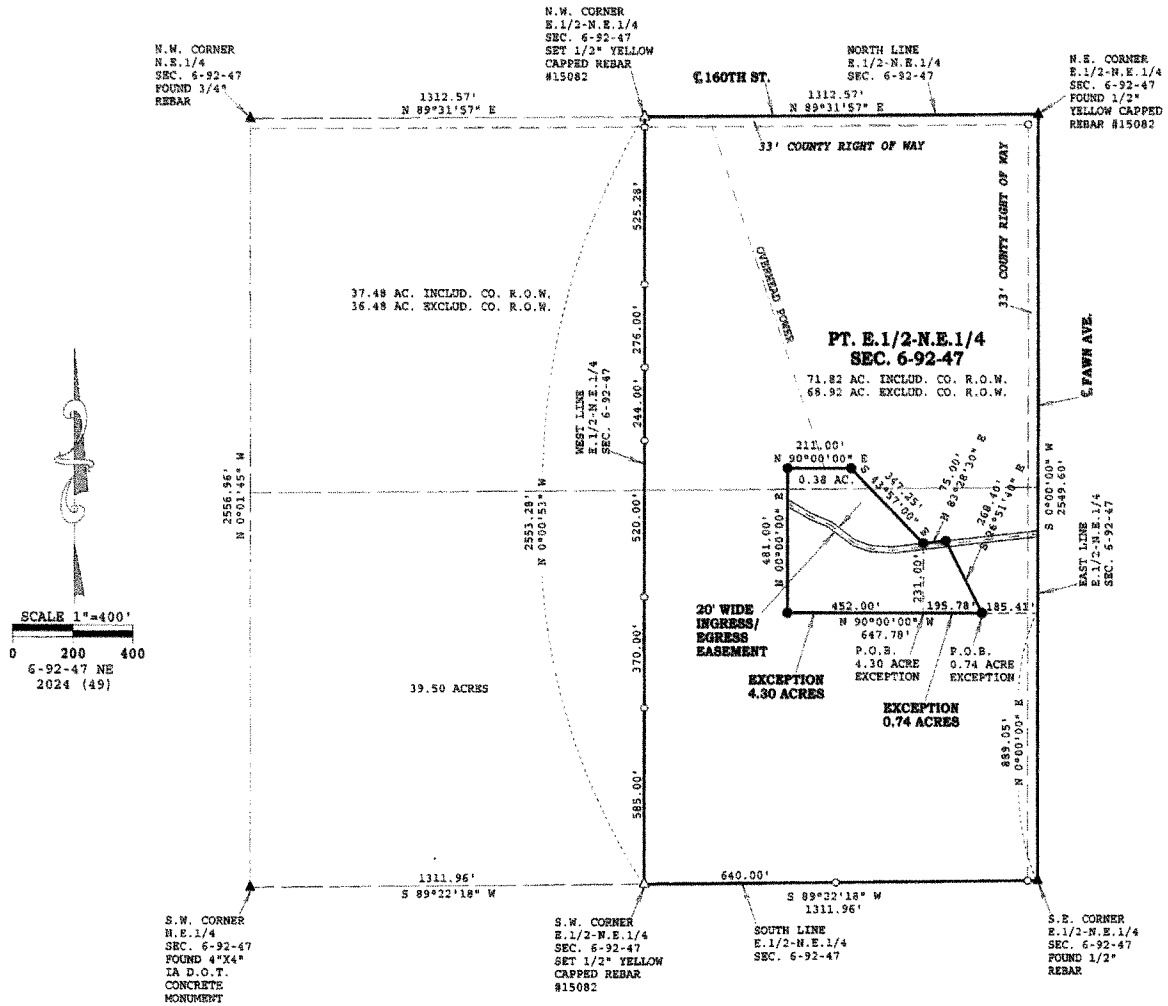 N.W. CORNER
E.1/2-N.E.1/4
SEC. 6-92-47
SET 1/2" YELLOW
CAPPED REBAR
#15082
N.W. CORNER
N.E.1/4
SEC. 6-92-47
FOUND 3/4"
REBAR
NORTH LINE
E.1/2-N.E.1/4
SEC. 6-92-47
N.E. CORNER
E.1/2-N.E.1/4
SEC. 6-92-47
FOUND 1/2"
YELLOW CAPPED
REBAR #15082
℄ 160TH ST.
1312.57'
N 89°31'57" E
1312.57'
N 89°31'57" E
33' COUNTY RIGHT OF WAY
33' COUNTY RIGHT OF WAY
525.28'
276.00'
244.00'
520.00'
370.00'
585.00'
OVERHEAD POWER
37.48 AC. INCLUD. CO. R.O.W.
36.48 AC. EXCLUD. CO. R.O.W.
PT. E.1/2-N.E.1/4
SEC. 6-92-47
71.82 AC. INCLUD. CO. R.O.W.
68.92 AC. EXCLUD. CO. R.O.W.
℄ FAWN AVE.
WEST LINE
E.1/2-N.E.1/4
SEC. 6-92-47
211.00'
N 90°00'00" E
0.38 AC.
347.25'
S 43°57'00" E
75.00'
N 83°28'30" E
268.40'
S 26°51'40" E
2556.96'
N 0°01'45" W
2553.28'
N 0°00'53" W
481.00'
N 00°00'00" E
231.00'
S 0°00'00" W
2549.60'
EAST LINE
E.1/2-N.E.1/4
SEC. 6-92-47
20' WIDE
INGRESS/
EGRESS
EASEMENT
452.00'
195.78'
185.41'
N 90°00'00" W
647.78'
P.O.B.
4.30 ACRE
EXCEPTION
P.O.B.
0.74 ACRE
EXCEPTION
EXCEPTION
4.30 ACRES
EXCEPTION
0.74 ACRES
889.05'
N 0°00'00" E
SCALE 1"=400'
0 200 400
6-92-47 NE
2024 (49)
39.50 ACRES
1311.96'
S 89°22'18" W
640.00'
S 89°22'18" W
1311.96'
S.W. CORNER
N.E.1/4
SEC. 6-92-47
FOUND 4"X4"
IA D.O.T.
CONCRETE
MONUMENT
S.W. CORNER
E.1/2-N.E.1/4
SEC. 6-92-47
SET 1/2" YELLOW
CAPPED REBAR
#15082
SOUTH LINE
E.1/2-N.E.1/4
SEC. 6-92-47
S.E. CORNER
E.1/2-N.E.1/4
SEC. 6-92-47
FOUND 1/2"
REBAR